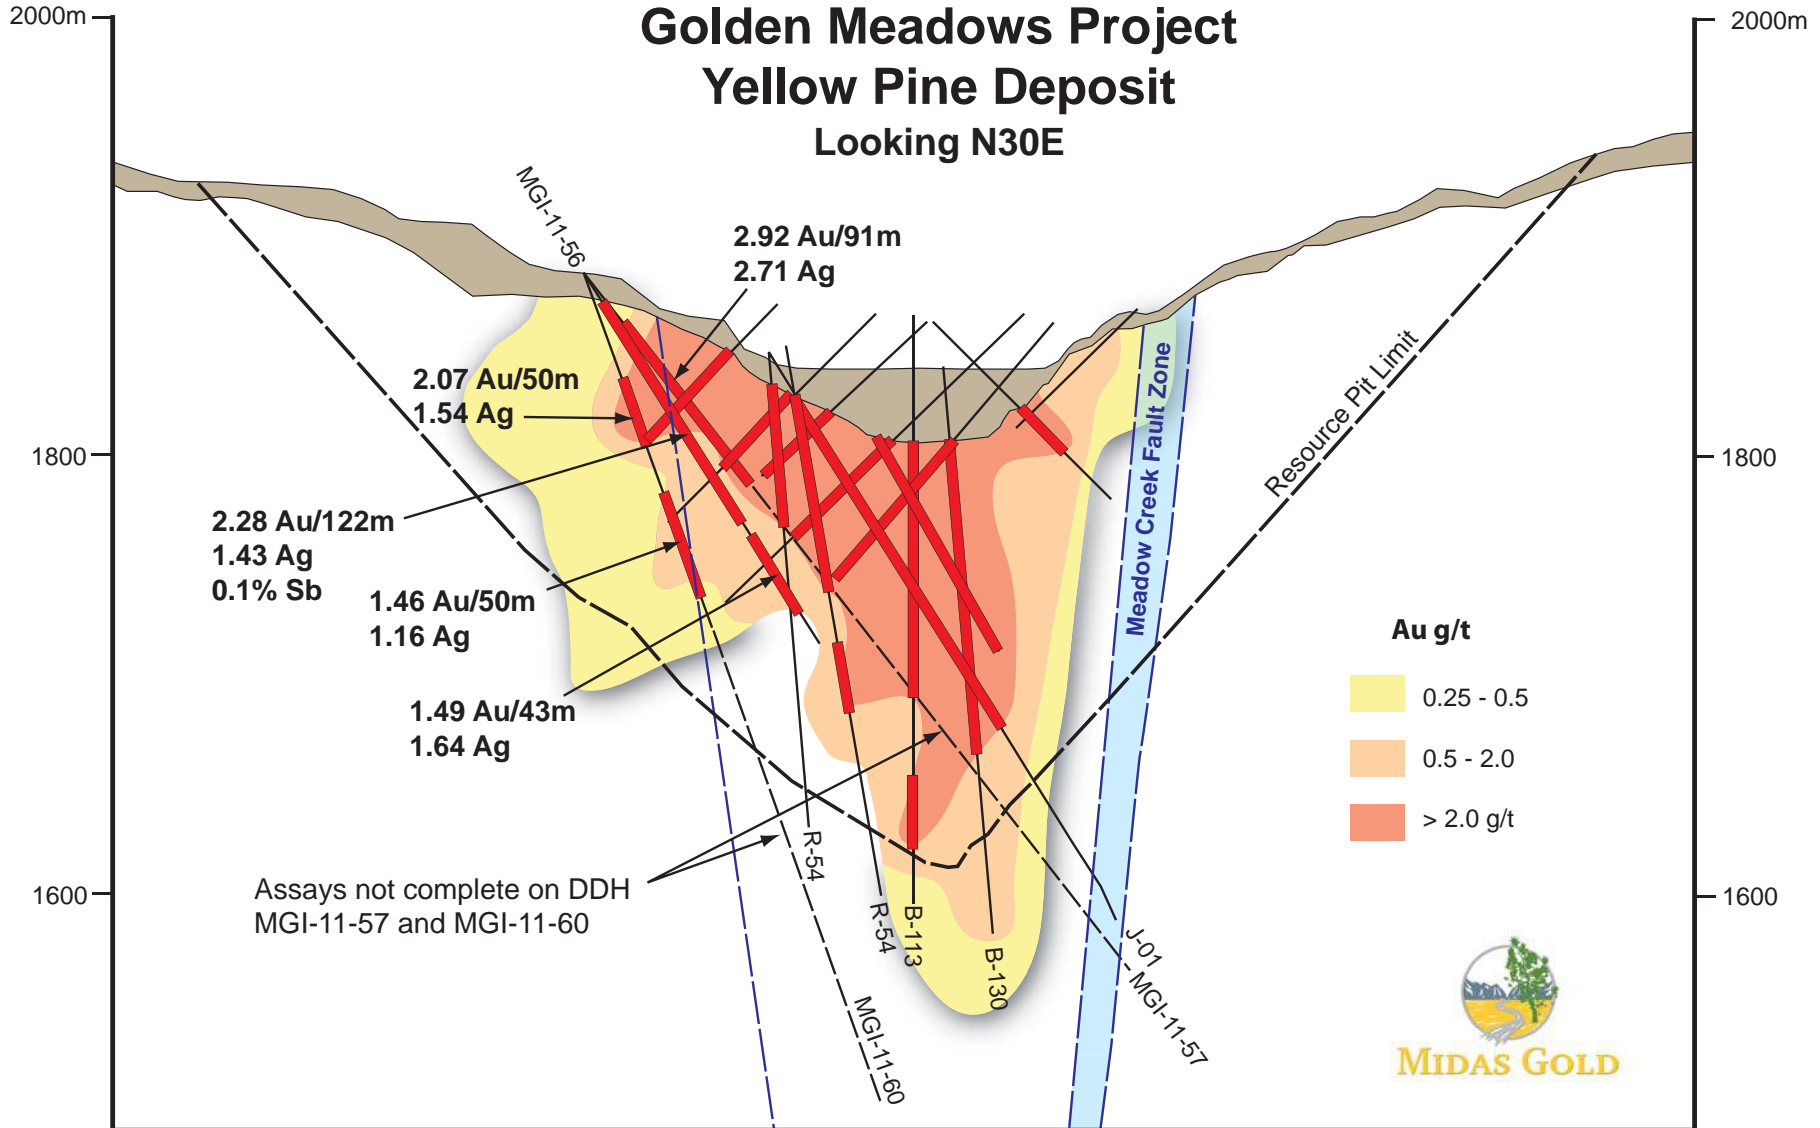 Golden Meadows Project
Yellow Pine Deposit
Looking N30E
2000m
2000m
MGI-11-56
2.92 Au/91m
2.71 Ag
2.07 Au/50m
1.54 Ag
1800
1800
2.28 Au/122m
1.43 Ag
0.1% Sb
1.46 Au/50m
1.16 Ag
1.49 Au/43m
1.64 Ag
Meadow Creek Fault Zone
Resource Pit Limit
Au g/t
0.25 - 0.5
0.5 - 2.0
> 2.0 g/t
Assays not complete on DDH
MGI-11-57 and MGI-11-60
1600
1600
R-54
R-54
B-113
B-130
J-01
MGI-11-57
MGI-11-60
MIDAS GOLD